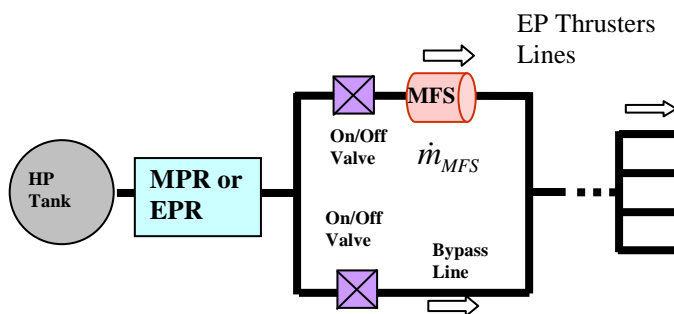 EP Thrusters
Lines
MFS
On/Off
Valve
ṁ_MFS
HP
Tank
MPR or
EPR
On/Off
Valve
Bypass
Line